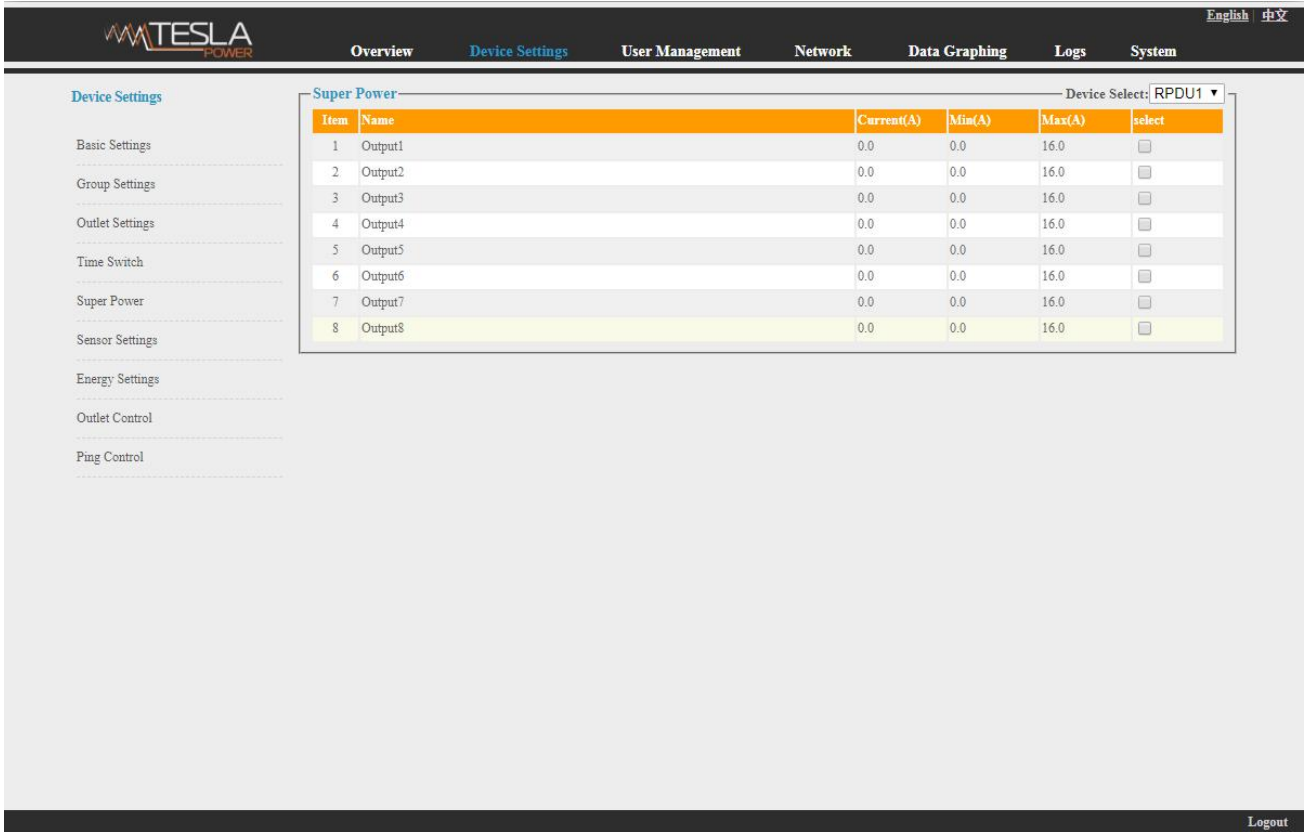 English 中文
TESLA
POWER
Overview Device Settings User Management Network Data Graphing Logs System
Device Settings
Basic Settings
Group Settings
Outlet Settings
Time Switch
Super Power
Sensor Settings
Energy Settings
Outlet Control
Ping Control
Super Power Device Select: RPDU1
Item Name Current(A) Min(A) Max(A) select
1 Output1 0.0 0.0 16.0
2 Output2 0.0 0.0 16.0
3 Output3 0.0 0.0 16.0
4 Output4 0.0 0.0 16.0
5 Output5 0.0 0.0 16.0
6 Output6 0.0 0.0 16.0
7 Output7 0.0 0.0 16.0
8 Output8 0.0 0.0 16.0
Logout